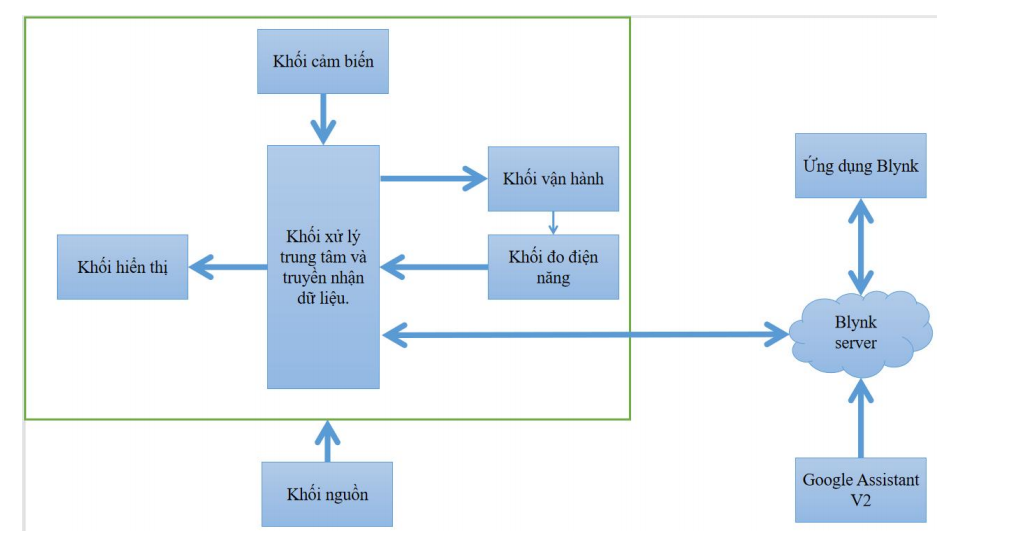 Khối cảm biến
Khối vận hành
Ứng dụng Blynk
Khối xử lý
trung tâm và
truyền nhận
dữ liệu.
Khối hiển thị
Khối đo điện
năng
Blynk
server
Khối nguồn
Google Assistant
V2